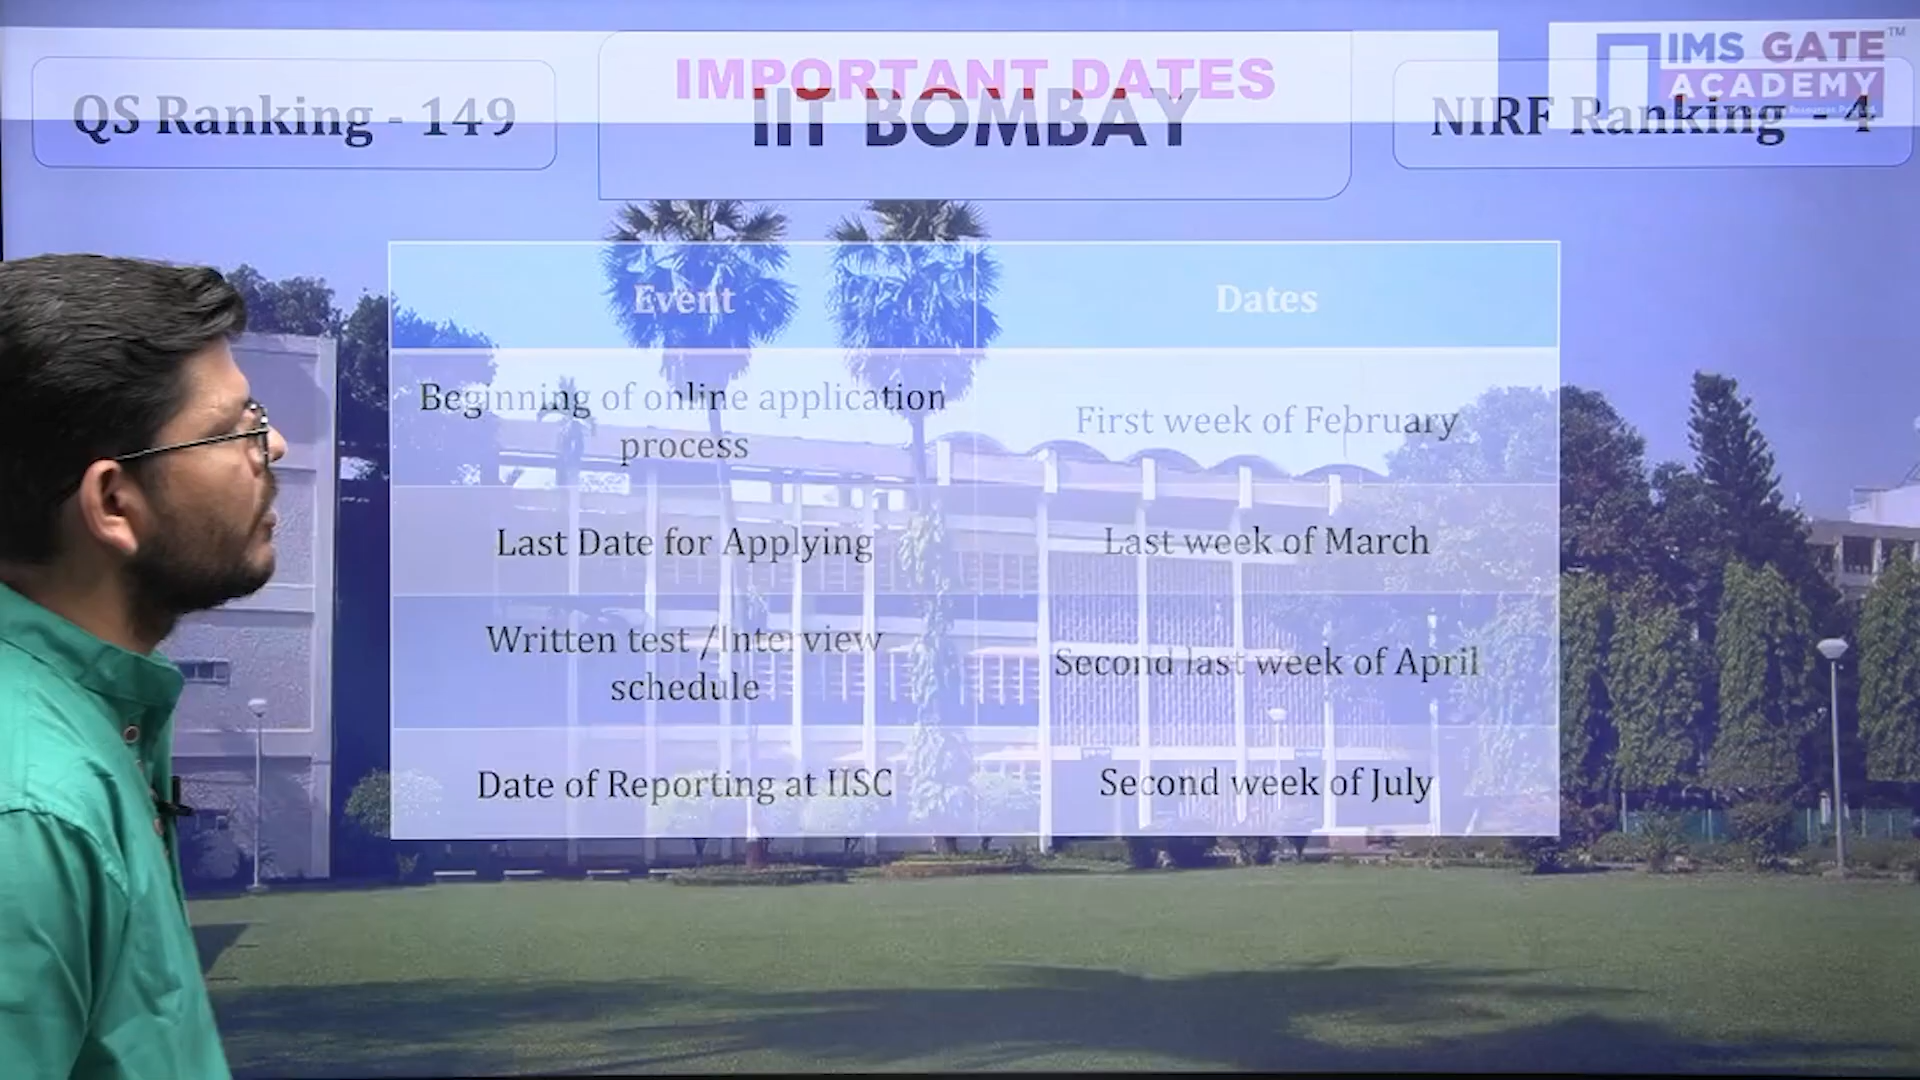 IMPORTANT DATES
IIT BOMBAY
QS Ranking - 149
NIRF Ranking - 4
IMS GATE
ACADEMY
TM
Event
Dates
Beginning of online application
process
First week of February
Last Date for Applying
Last week of March
Written test /Interview
schedule
Second last week of April
Date of Reporting at IISC
Second week of July